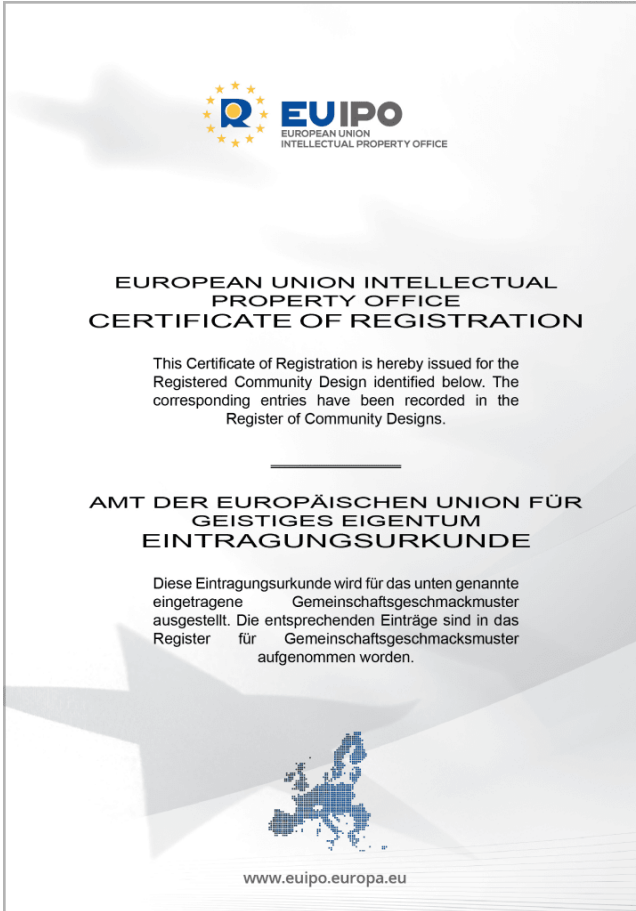 EUIPO
EUROPEAN UNION
INTELLECTUAL PROPERTY OFFICE
EUROPEAN UNION INTELLECTUAL
PROPERTY OFFICE
CERTIFICATE OF REGISTRATION
This Certificate of Registration is hereby issued for the
Registered Community Design identified below. The
corresponding entries have been recorded in the
Register of Community Designs.
AMT DER EUROPÄISCHEN UNION FÜR
GEISTIGES EIGENTUM
EINTRAGUNGSURKUNDE
Diese Eintragungsurkunde wird für das unten genannte
eingetragene Gemeinschaftsgeschmackmuster
ausgestellt. Die entsprechenden Einträge sind in das
Register für Gemeinschaftsgeschmacksmuster
aufgenommen worden.
www.euipo.europa.eu